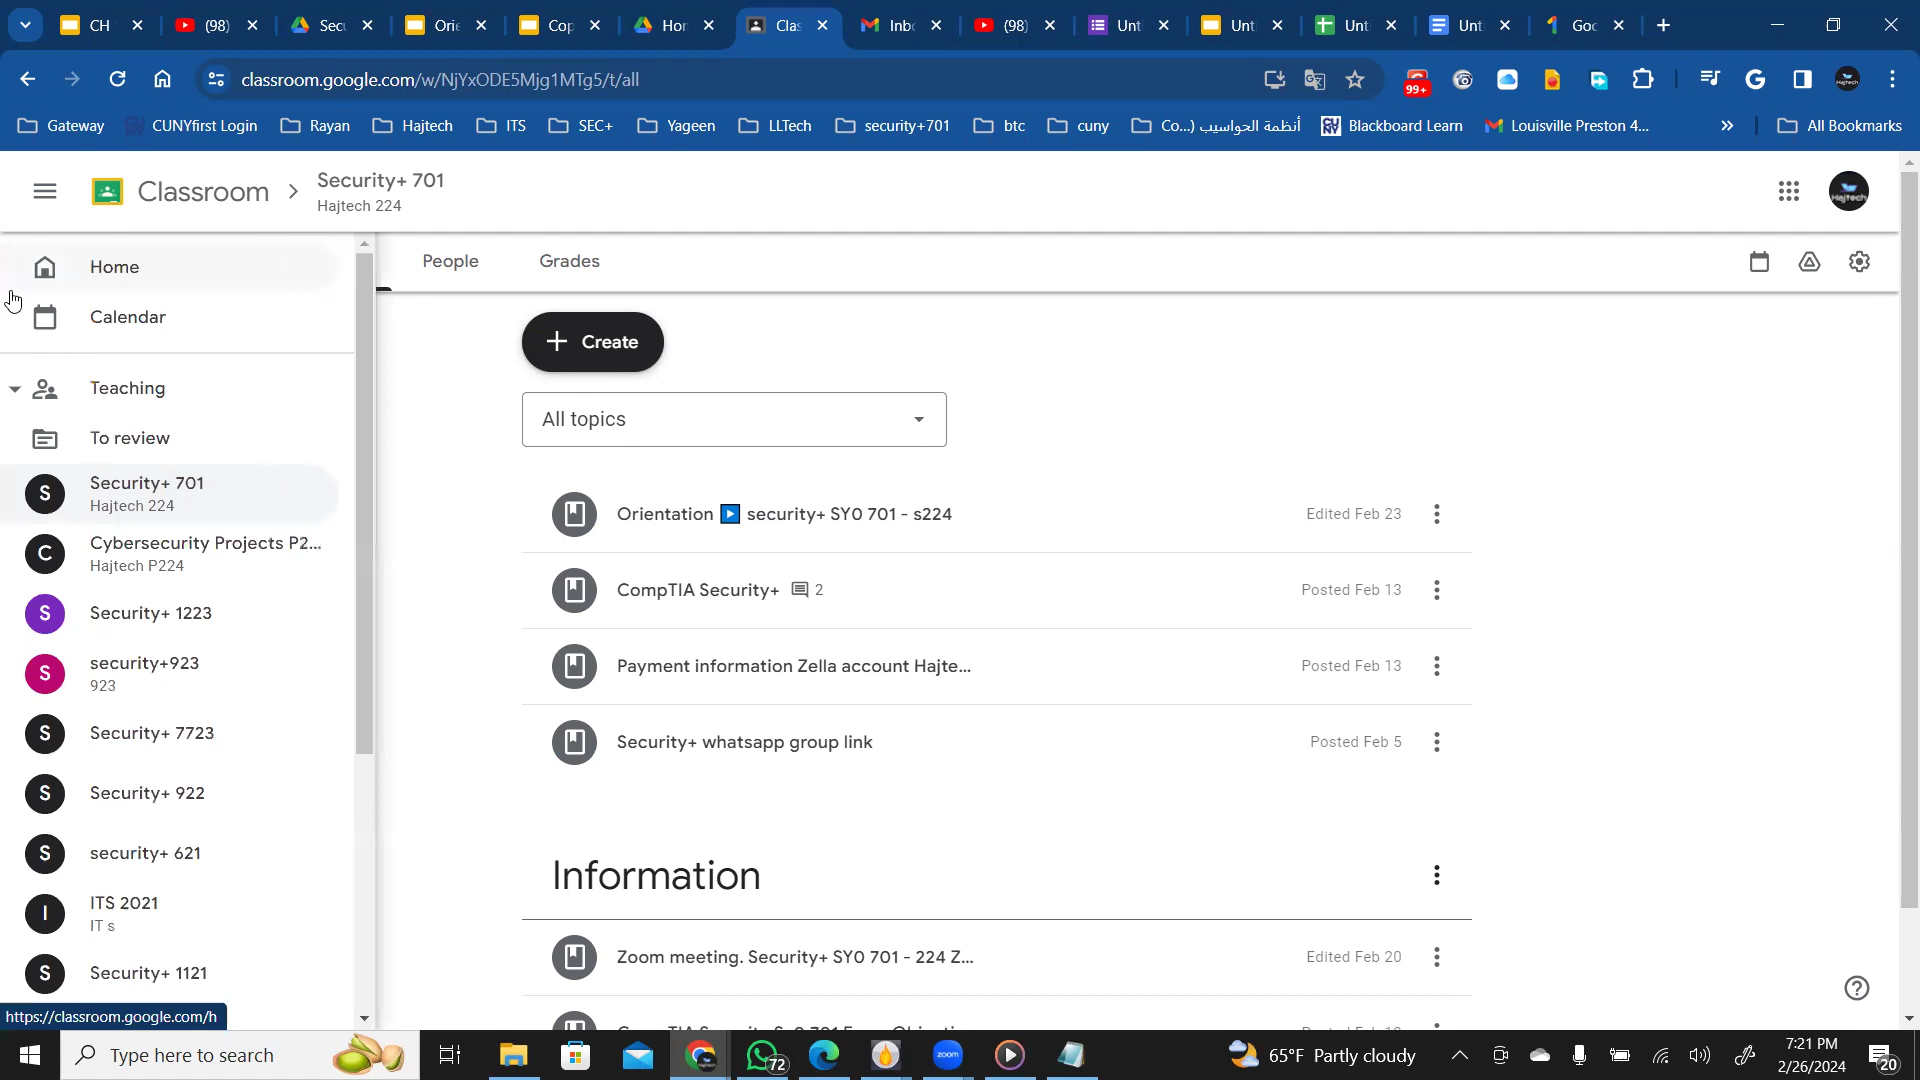 CH
(98)
Secu
Orie
Cop
Hor
Clas
Inbo
(98)
Unti
Unti
Unti
Unti
Goo
classroom.google.com/w/NjYxODE5Mjg1MTg5/t/all
99+
Gateway
CUNYfirst Login
Rayan
Hajtech
ITS
SEC+
Yageen
LLTech
security+701
btc
cuny
أنظمة الحواسيب (...Co
Blackboard Learn
Louisville Preston 4...
All Bookmarks
Classroom
Security+ 701
Hajtech 224
Hajtech
Home
Calendar
Teaching
To review
S
Security+ 701
Hajtech 224
C
Cybersecurity Projects P2...
Hajtech P224
S
Security+ 1223
S
security+923
923
S
Security+ 7723
S
Security+ 922
S
security+ 621
I
ITS 2021
IT s
S
Security+ 1121
https://classroom.google.com/h
People
Grades
Create
All topics
Orientation ▶️ security+ SY0 701 - s224
Edited Feb 23
CompTIA Security+
2
Posted Feb 13
Payment information Zella account Hajte...
Posted Feb 13
Security+ whatsapp group link
Posted Feb 5
Information
Zoom meeting. Security+ SY0 701 - 224 Z...
Edited Feb 20
Type here to search
72
zoom
65°F Partly cloudy
7:21 PM
2/26/2024
20